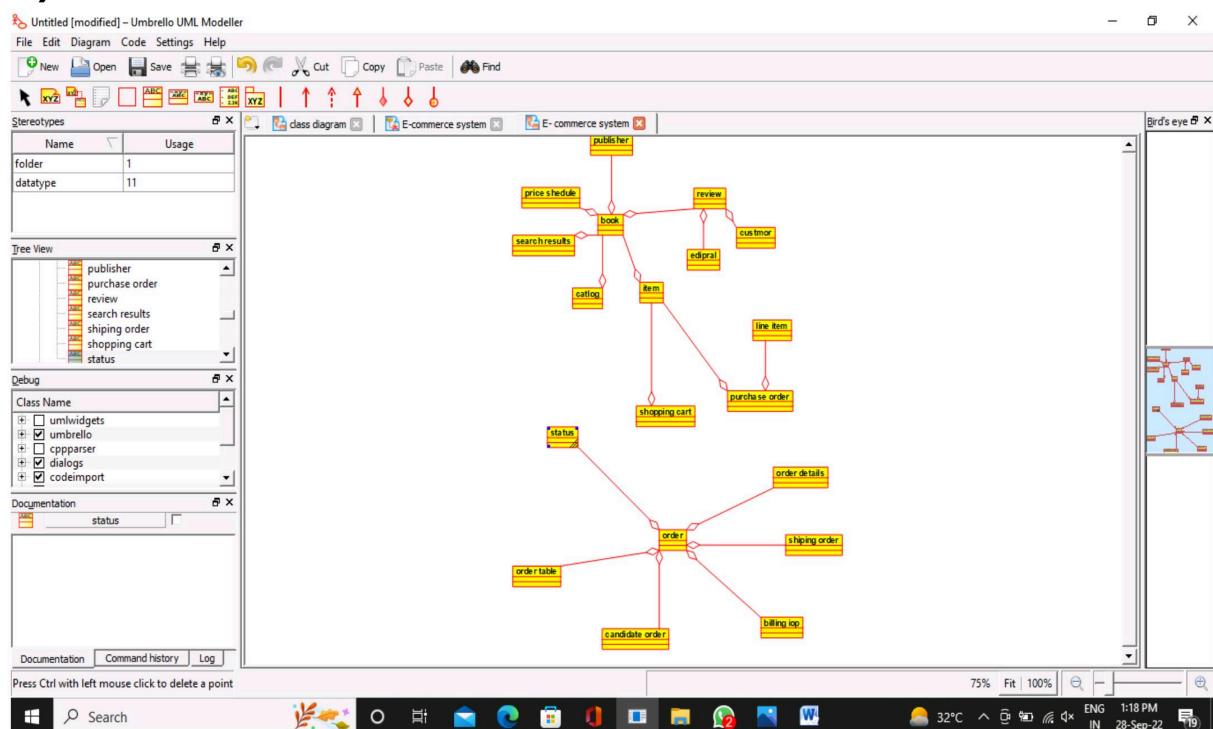 Untitled [modified] – Umbrello UML Modeller
File Edit Diagram Code Settings Help
New Open Save Cut Copy Paste Find
XYZ ABC XYZ
Stereotypes
Name Usage
folder 1
datatype 11
Tree View
publisher
purchase order
review
search results
shiping order
shopping cart
status
Debug
Class Name
umlwidgets
umbrello
cppparser
dialogs
codeimport
Documentation
status
Documentation Command history Log
class diagram E-commerce system E- commerce system
publisher
price shedule
review
book
custmor
search results
edipral
item
catlog
line item
purchase order
shopping cart
status
order details
order
shiping order
order table
billing iop
candidate order
Bird's eye
Press Ctrl with left mouse click to delete a point
75% Fit 100%
Search
32°C ENG 1:18 PM
IN 28-Sep-22
2
19